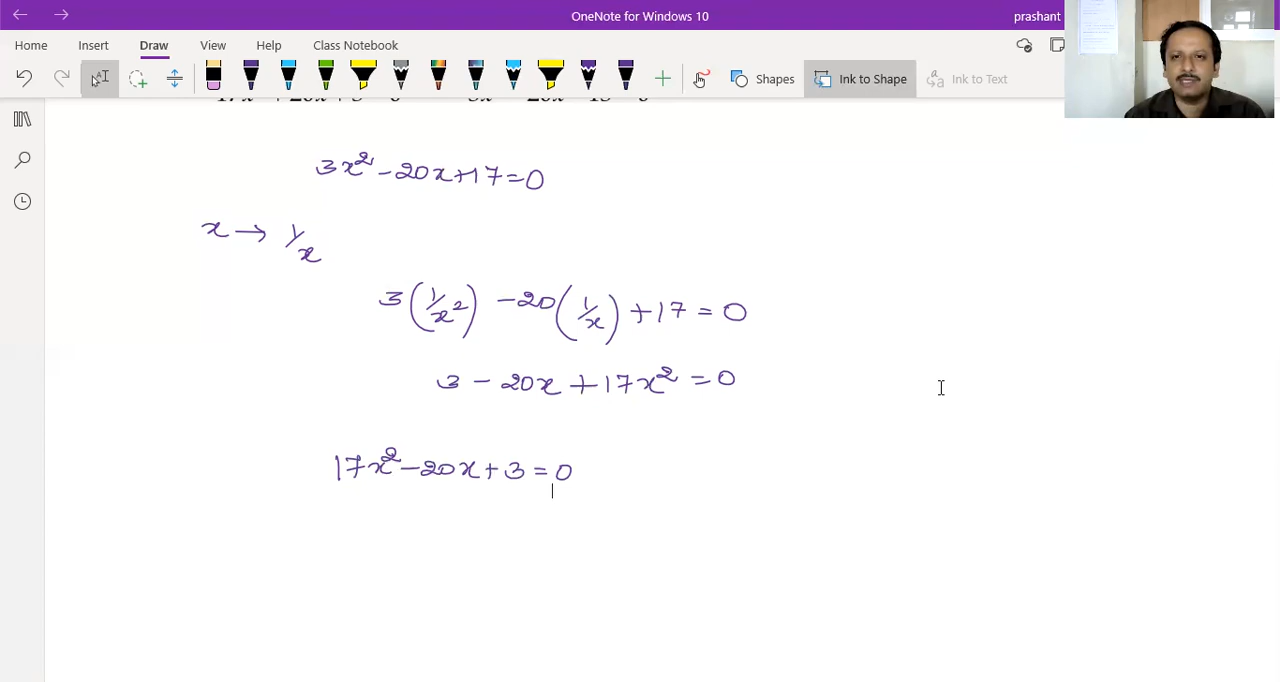 OneNote for Windows 10
prashant
Home Insert Draw View Help Class Notebook
Shapes Ink to Shape Ink to Text
3x² - 20x + 17 = 0
x → 1/x
3(1/x²) - 20(1/x) + 17 = 0
3 - 20x + 17x² = 0
17x² - 20x + 3 = 0